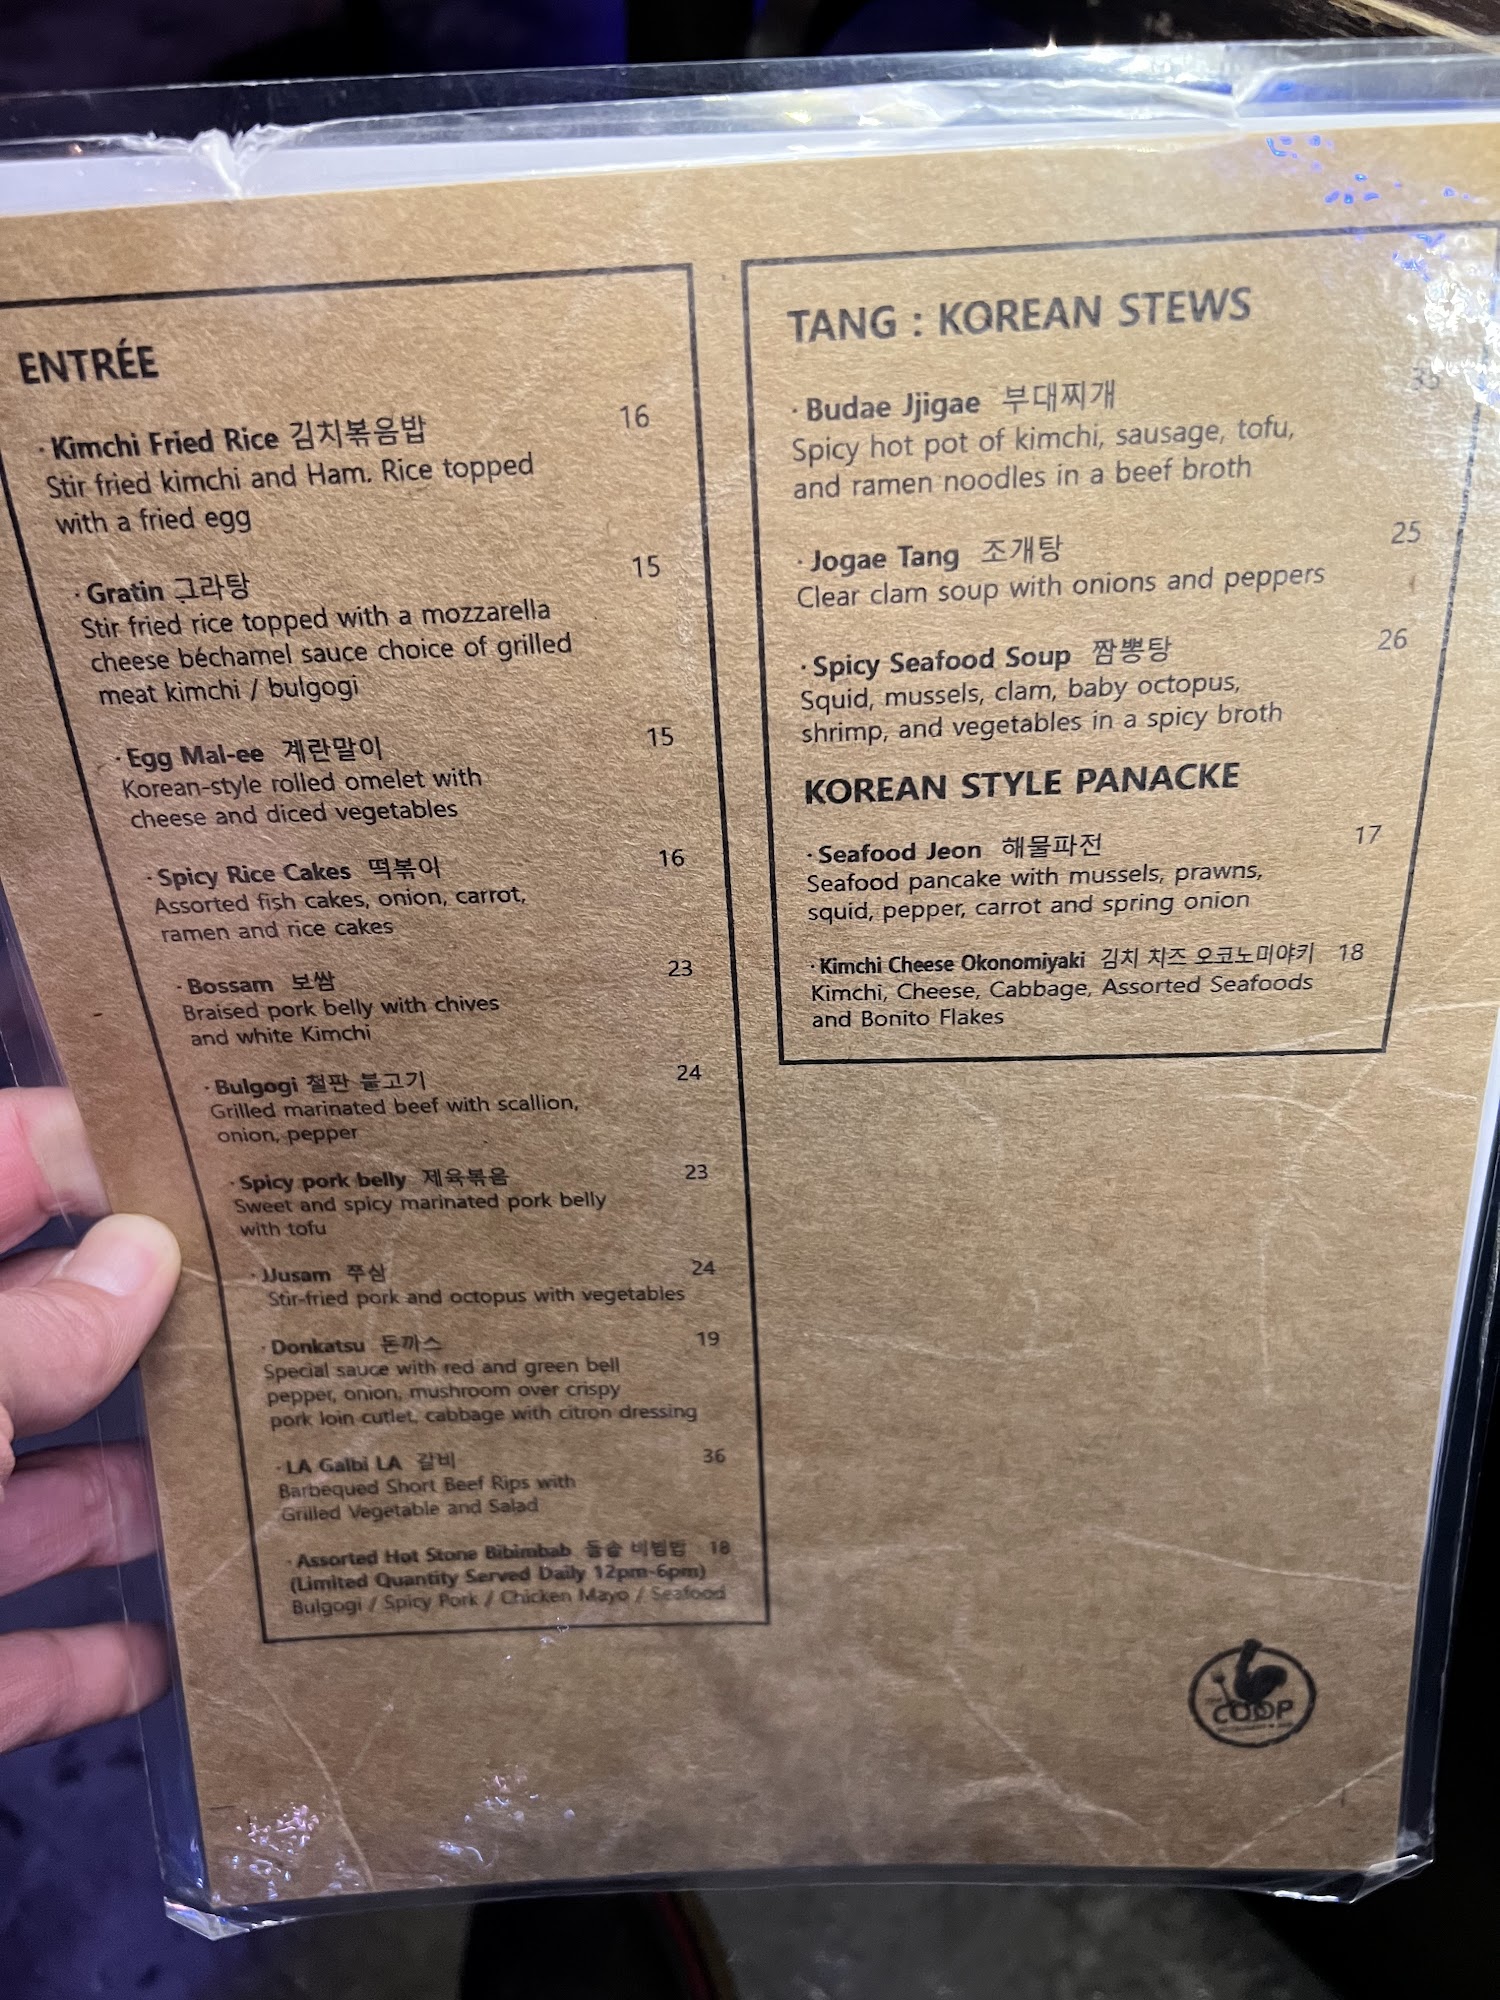 ENTRÉE
· Kimchi Fried Rice 김치볶음밥 16
Stir fried kimchi and Ham. Rice topped
with a fried egg
· Gratin 그라탕 15
Stir fried rice topped with a mozzarella
cheese béchamel sauce choice of grilled
meat kimchi / bulgogi
· Egg Mal-ee 계란말이 15
Korean-style rolled omelet with
cheese and diced vegetables
· Spicy Rice Cakes 떡볶이 16
Assorted fish cakes, onion, carrot,
ramen and rice cakes
· Bossam 보쌈 23
Braised pork belly with chives
and white Kimchi
· Bulgogi 철판 불고기 24
Grilled marinated beef with scallion,
onion, pepper
· Spicy pork belly 제육볶음 23
Sweet and spicy marinated pork belly
with tofu
· JJusam 쭈삼 24
Stir-fried pork and octopus with vegetables
· Donkatsu 돈까스 19
Special sauce with red and green bell
pepper, onion, mushroom over crispy
pork loin cutlet, cabbage with citron dressing
· LA Galbi LA 갈비 36
Barbequed Short Beef Rips with
Grilled Vegetable and Salad
· Assorted Hot Stone Bibimbab 돌솥 비빔밥 18
(Limited Quantity Served Daily 12pm-6pm)
Bulgogi / Spicy Pork / Chicken Mayo / Seafood
TANG : KOREAN STEWS
· Budae Jjigae 부대찌개 35
Spicy hot pot of kimchi, sausage, tofu,
and ramen noodles in a beef broth
· Jogae Tang 조개탕 25
Clear clam soup with onions and peppers
· Spicy Seafood Soup 짬뽕탕 26
Squid, mussels, clam, baby octopus,
shrimp, and vegetables in a spicy broth
KOREAN STYLE PANACKE
· Seafood Jeon 해물파전 17
Seafood pancake with mussels, prawns,
squid, pepper, carrot and spring onion
· Kimchi Cheese Okonomiyaki 김치 치즈 오코노미야키 18
Kimchi, Cheese, Cabbage, Assorted Seafoods
and Bonito Flakes
COOP